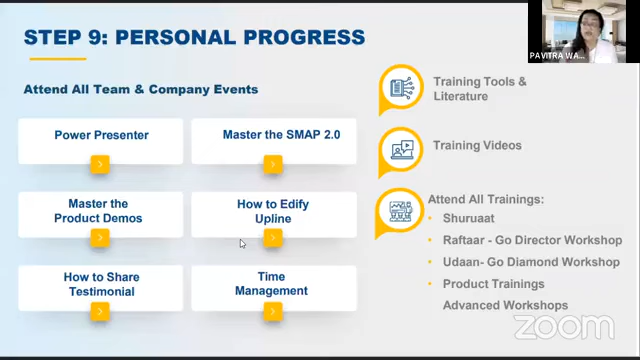 STEP 9: PERSONAL PROGRESS
PAVITRA WA...
Attend All Team & Company Events
Power Presenter
Master the SMAP 2.0
Master the
Product Demos
How to Edify
Upline
How to Share
Testimonial
Time
Management
Training Tools &
Literature
Training Videos
Attend All Trainings:
• Shuruaat
• Raftaar - Go Director Workshop
• Udaan- Go Diamond Workshop
• Product Trainings
Advanced Workshops
zoom